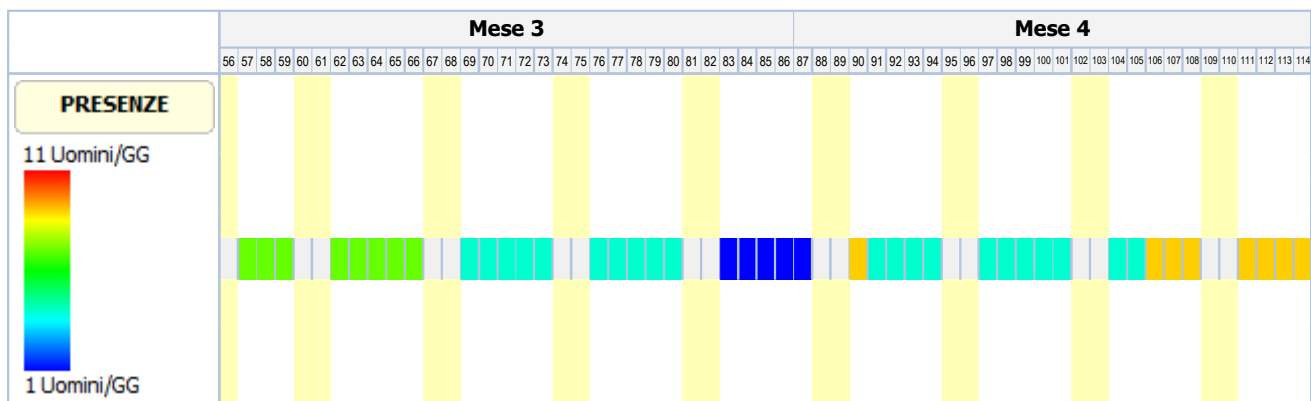 Mese 3 Mese 4
56 57 58 59 60 61 62 63 64 65 66 67 68 69 70 71 72 73 74 75 76 77 78 79 80 81 82 83 84 85 86 87 88 89 90 91 92 93 94 95 96 97 98 99 100 101 102 103 104 105 106 107 108 109 110 111 112 113 114
PRESENZE
11 Uomini/GG
1 Uomini/GG